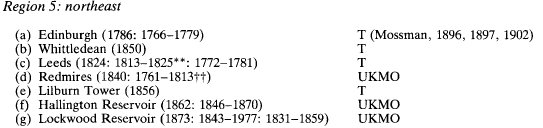 Region 5: northeast
(a) Edinburgh (1786: 1766–1779) T (Mossman, 1896, 1897, 1902)
(b) Whittledean (1850) T
(c) Leeds (1824: 1813–1825**: 1772–1781) T
(d) Redmires (1840: 1761–1813††) UKMO
(e) Lilburn Tower (1856) T
(f) Hallington Reservoir (1862: 1846–1870) UKMO
(g) Lockwood Reservoir (1873: 1843–1977: 1831–1859) UKMO